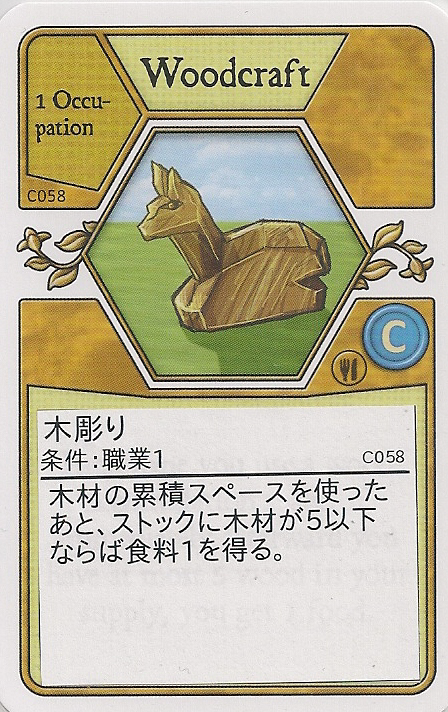 Woodcraft
1 Occu-
pation
C058
C
木彫り
条件:職業1
C058
木材の累積スペースを使った
あと、ストックに木材が5以下
ならば食料1を得る。